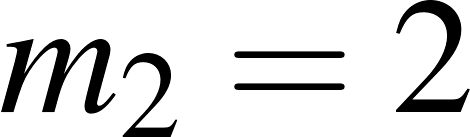 m₂ = 2